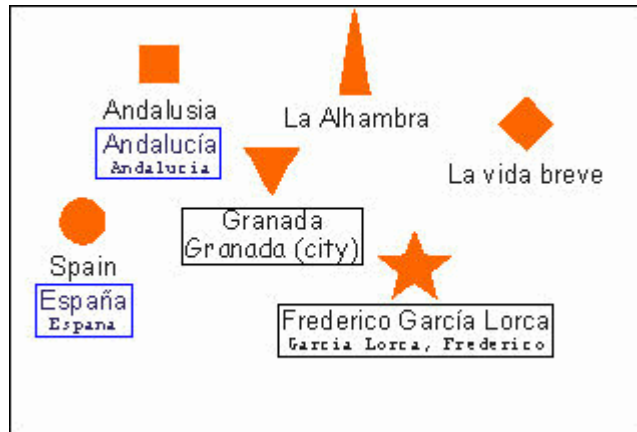 Andalusia
Andalucía
Andalucia
La Alhambra
La vida breve
Granada
Granada (city)
Spain
España
Espana
Frederico García Lorca
Garcia Lorca, Frederico